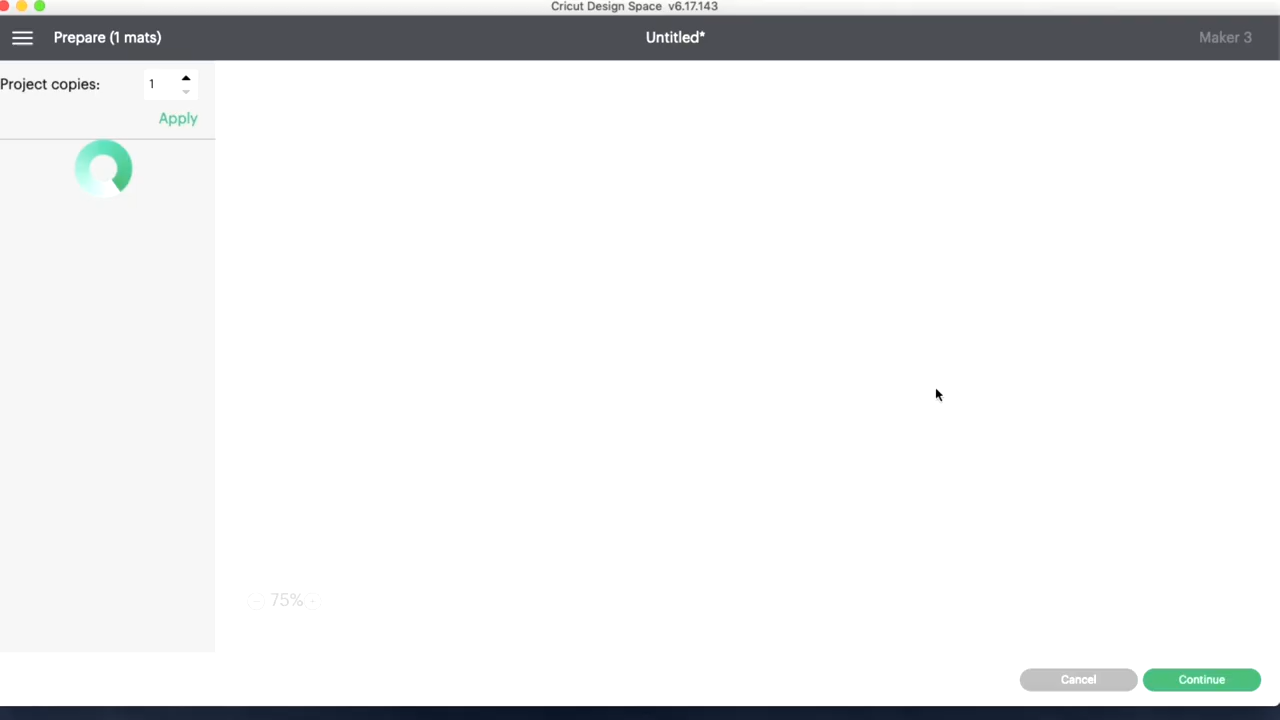 Cricut Design Space v6.17.143
Prepare (1 mats)
Untitled*
Maker 3
Project copies:
1
Apply
75%
Cancel
Continue